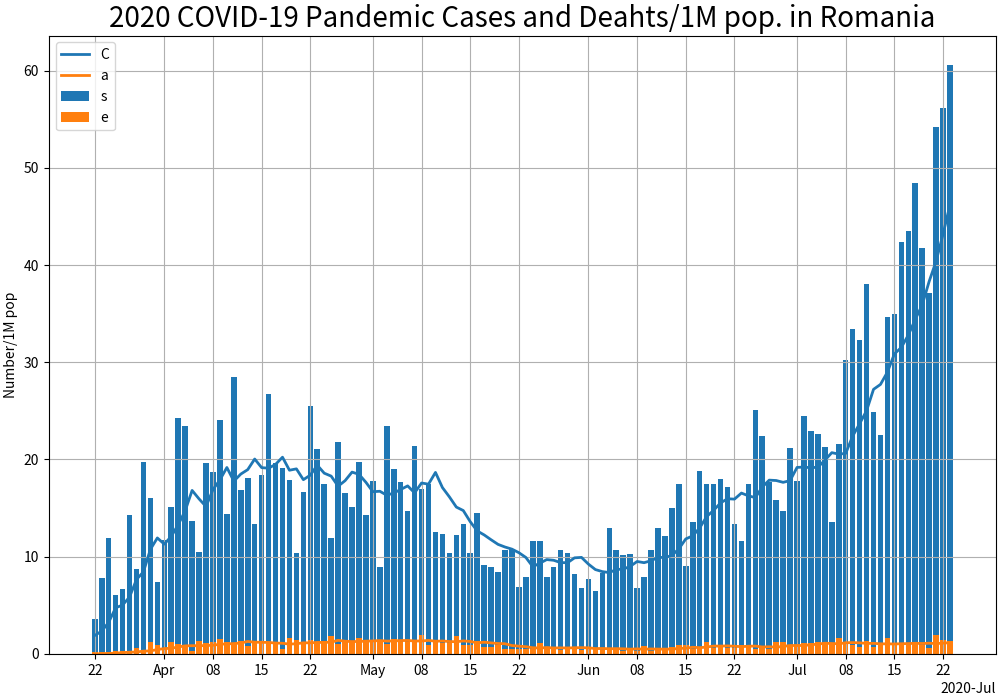 2020 COVID-19 Pandemic Cases and Deahts/1M pop. in Romania
C
a
s
e
Number/1M pop
60
50
40
30
20
10
0
22 Apr 08 15 22 May 08 15 22 Jun 08 15 22 Jul 08 15 22
2020-Jul